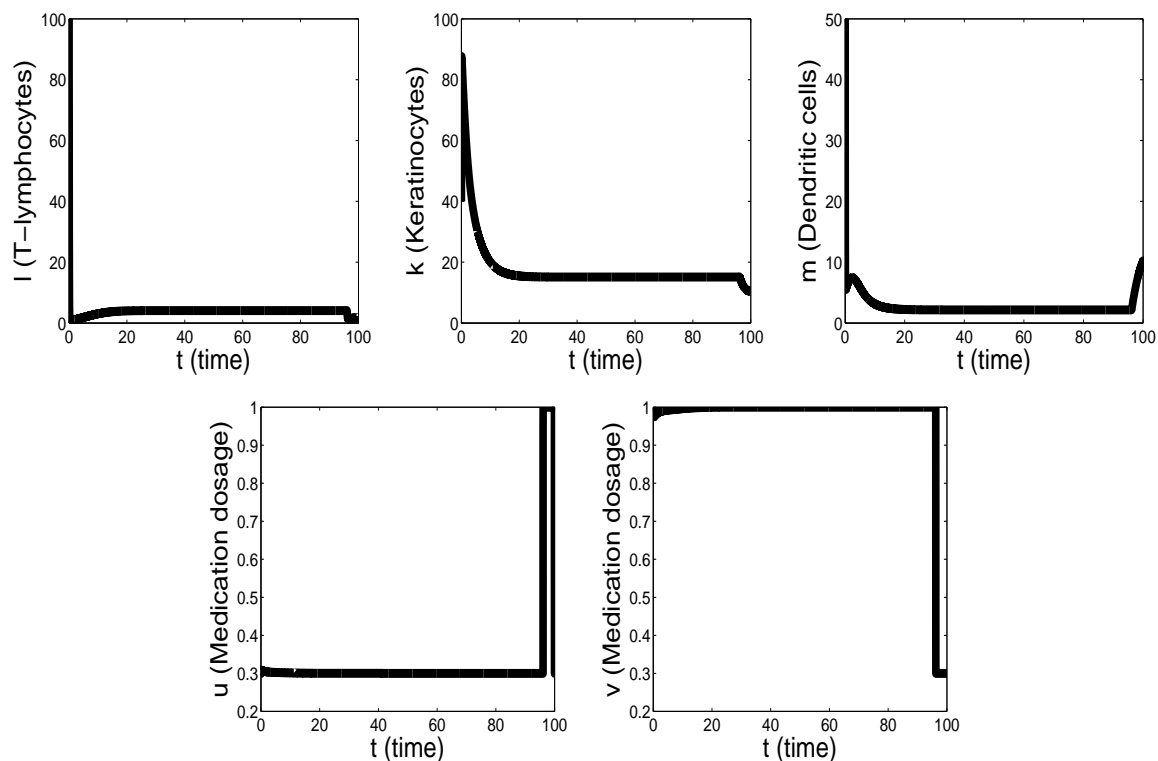 l (T−lymphocytes)
100
80
60
40
20
0
0 20 40 60 80 100
t (time)
k (Keratinocytes)
100
80
60
40
20
0
0 20 40 60 80 100
t (time)
m (Dendritic cells)
50
40
30
20
10
0
0 20 40 60 80 100
t (time)
u (Medication dosage)
1
0.9
0.8
0.7
0.6
0.5
0.4
0.3
0.2
0 20 40 60 80 100
t (time)
v (Medication dosage)
1
0.9
0.8
0.7
0.6
0.5
0.4
0.3
0.2
0 20 40 60 80 100
t (time)